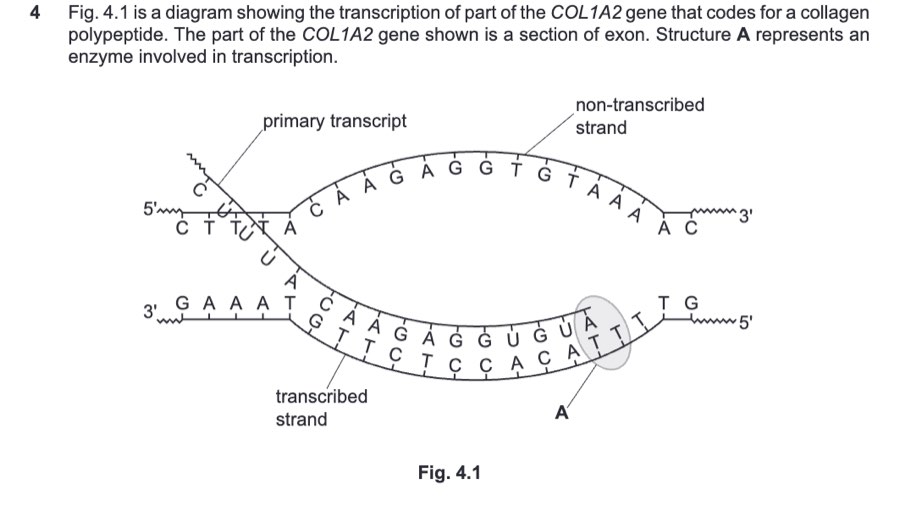 4 Fig. 4.1 is a diagram showing the transcription of part of the COL1A2 gene that codes for a collagen
polypeptide. The part of the COL1A2 gene shown is a section of exon. Structure A represents an
enzyme involved in transcription.
primary transcript
non-transcribed
strand
C U U U A C A A G A G G U G U A
5' C T T T A C A A G A G G T G T A A A A C 3'
3' G A A A T G T T C T C C A C A T T T T G 5'
transcribed
strand
A
Fig. 4.1